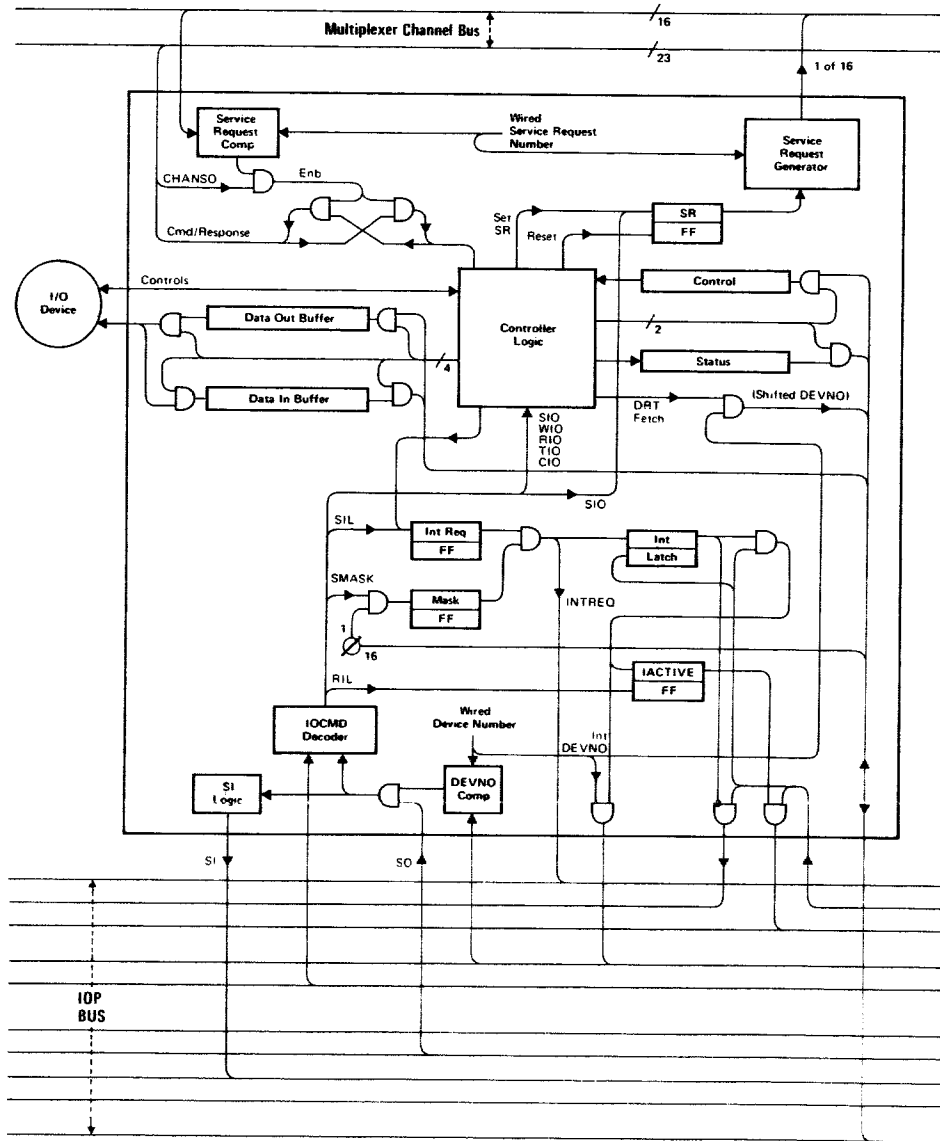 16
Multiplexer Channel Bus
23
1 of 16
Service
Request
Comp
Wired
Service Request
Number
Service
Request
Generator
CHANSO
Enb
Cmd/Response
Set
SR
Reset
SR
FF
Controls
I/O
Device
Control
Data Out Buffer
Controller
Logic
2
4
Status
Data In Buffer
DRT
Fetch
(Shifted DEVNO)
SIO
WIO
RIO
TIO
CIO
SIO
SIL
Int Req
FF
Int
Latch
SMASK
Mask
FF
INTREQ
1
16
RIL
IACTIVE
FF
IOCMD
Decoder
Wired
Device Number
Int
DEVNO
SI
Logic
DEVNO
Comp
SI
SO
IOP
BUS